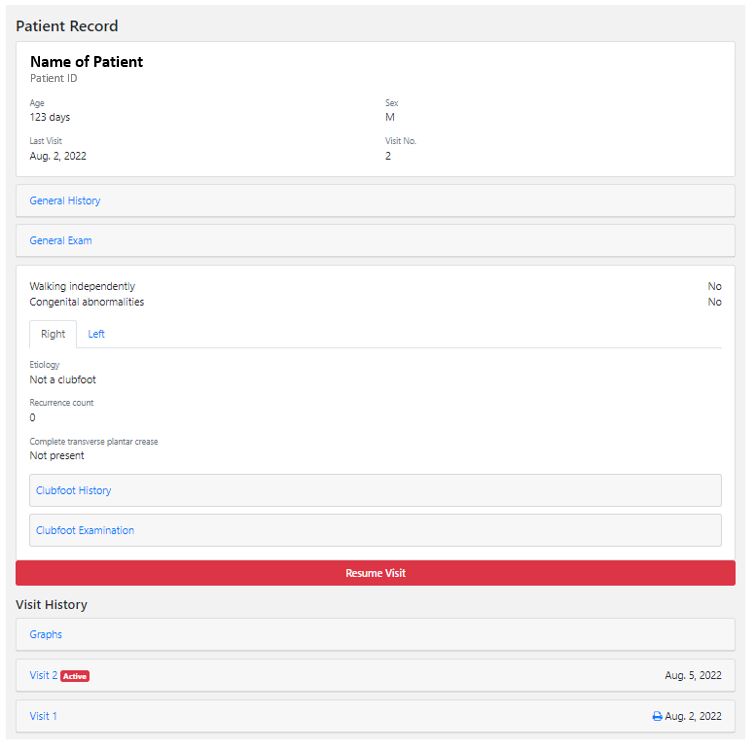 Patient Record
Name of Patient
Patient ID
Age
Sex
123 days
M
Last Visit
Visit No.
Aug. 2, 2022
2
General History
General Exam
Walking independently No
Congenital abnormalities No
Right Left
Etiology
Not a clubfoot
Recurrence count
0
Complete transverse plantar crease
Not present
Clubfoot History
Clubfoot Examination
Resume Visit
Visit History
Graphs
Visit 2 Active Aug. 5, 2022
Visit 1 Aug. 2, 2022